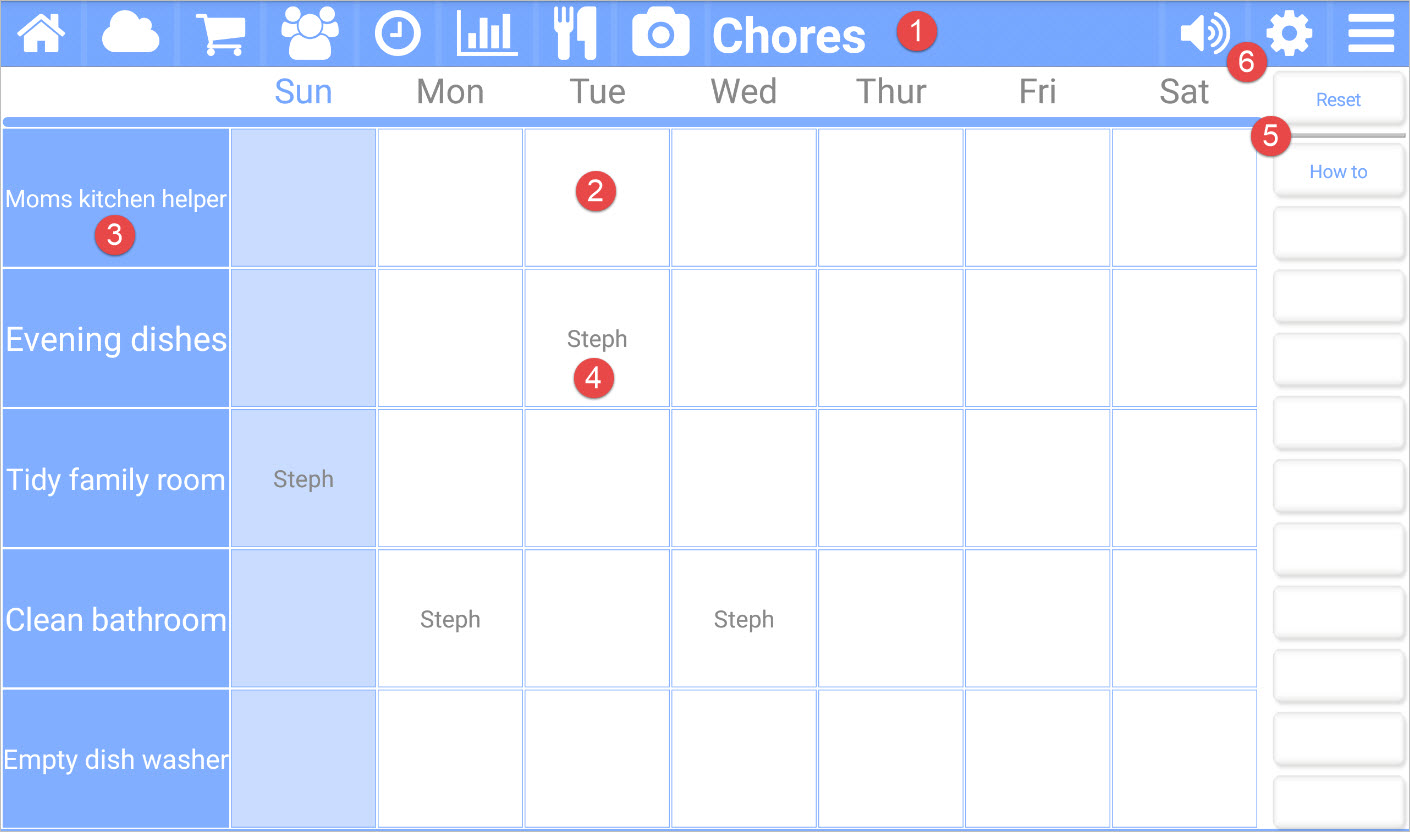 Chores 1
6
Sun Mon Tue Wed Thur Fri Sat Reset
5
How to
2
Moms kitchen helper
3
Evening dishes Steph
4
Tidy family room Steph
Clean bathroom Steph Steph
Empty dish washer